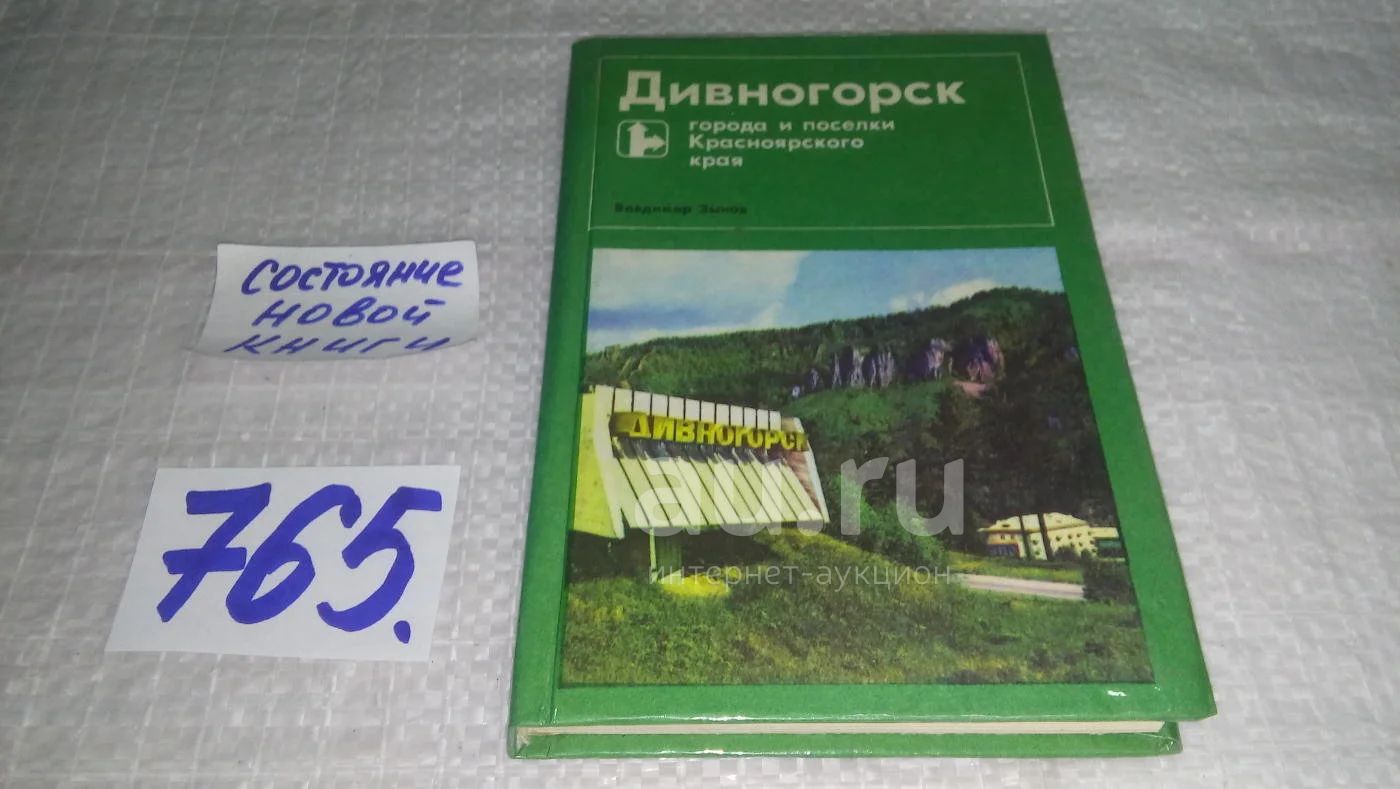 Дивногорск
города и поселки
Красноярского
края
Владимир Зыков
ДИВНОГОРСК
состояние
новой
книги
765.
au.ru
интернет-аукцион